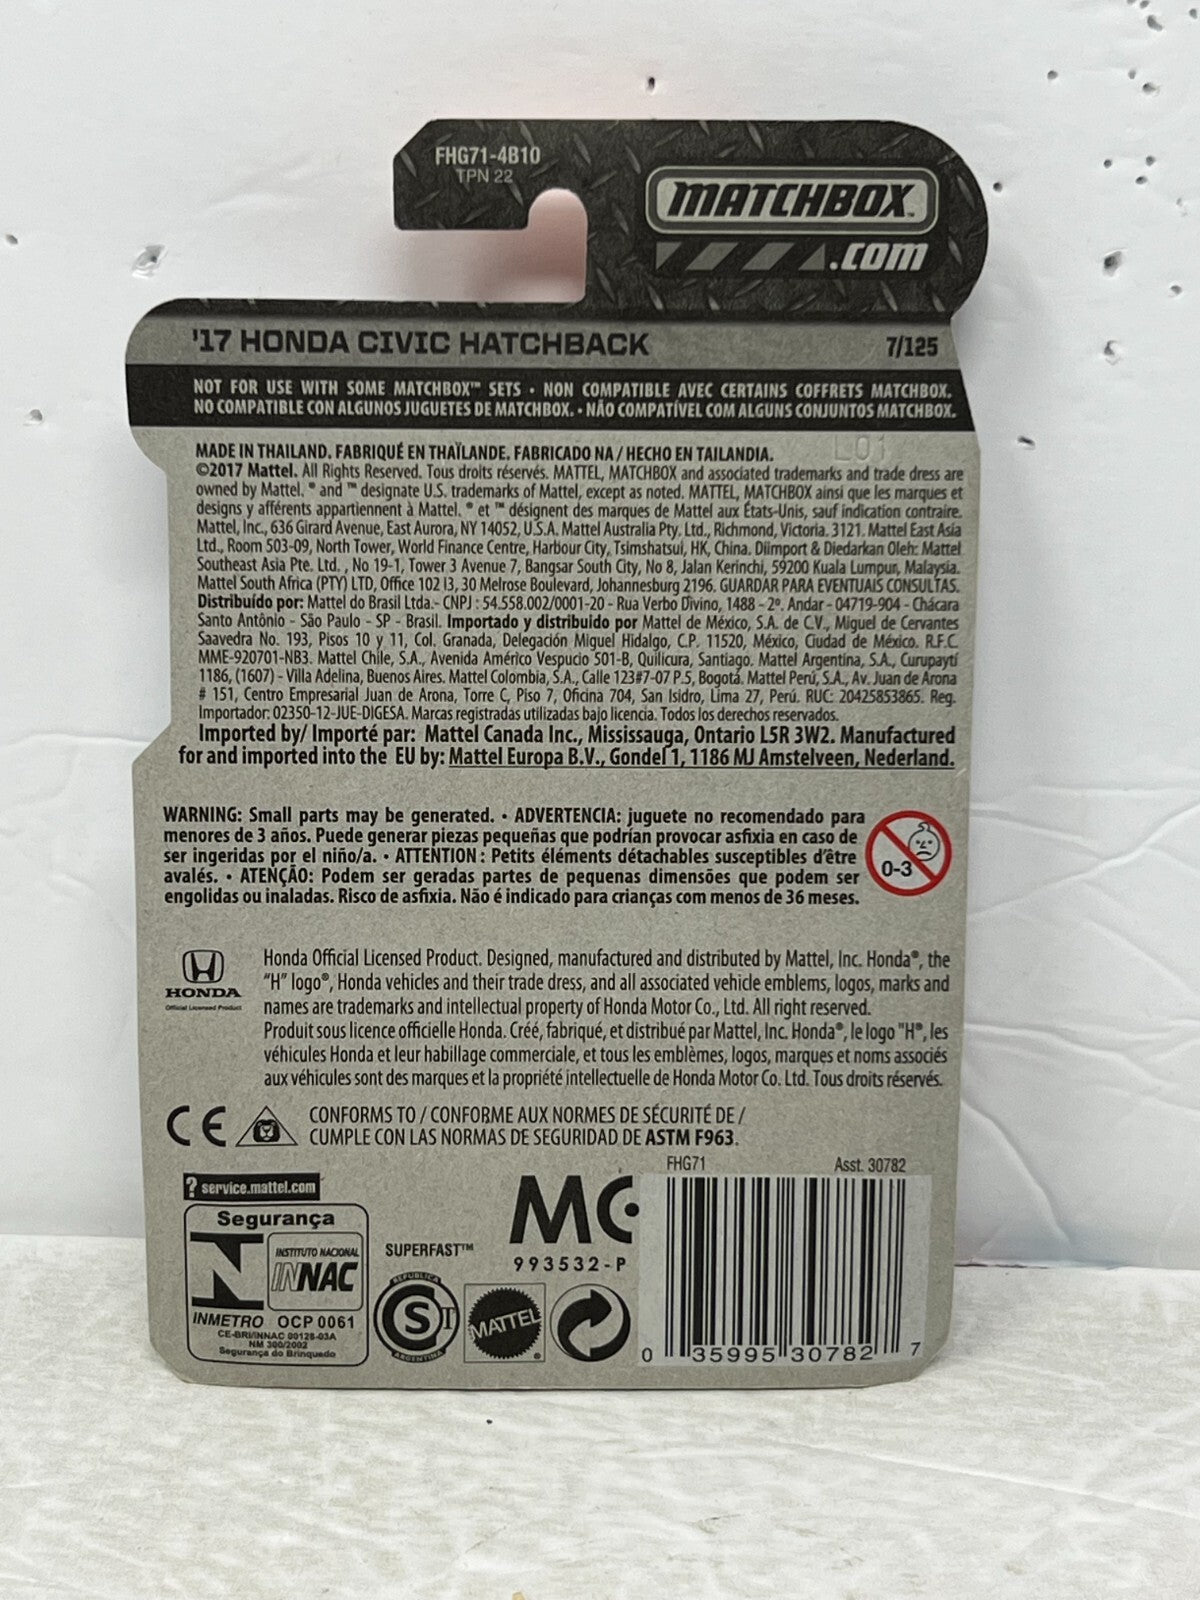 FHG71-4B10
TPN 22
MATCHBOX™
.com
'17 HONDA CIVIC HATCHBACK 7/125
NOT FOR USE WITH SOME MATCHBOX™ SETS • NON COMPATIBLE AVEC CERTAINS COFFRETS MATCHBOX.
NO COMPATIBLE CON ALGUNOS JUGUETES DE MATCHBOX. • NÃO COMPATÍVEL COM ALGUNS CONJUNTOS MATCHBOX.
L01
MADE IN THAILAND. FABRIQUÉ EN THAÏLANDE. FABRICADO NA / HECHO EN TAILANDIA.
©2017 Mattel. All Rights Reserved. Tous droits réservés. MATTEL, MATCHBOX and associated trademarks and trade dress are
owned by Mattel. ® and ™ designate U.S. trademarks of Mattel, except as noted. MATTEL, MATCHBOX ainsi que les marques et
designs y afférents appartiennent à Mattel. ® et ™ désignent des marques de Mattel aux États-Unis, sauf indication contraire.
Mattel, Inc., 636 Girard Avenue, East Aurora, NY 14052, U.S.A. Mattel Australia Pty. Ltd., Richmond, Victoria. 3121. Mattel East Asia
Ltd., Room 503-09, North Tower, World Finance Centre, Harbour City, Tsimshatsui, HK, China. Diimport & Diedarkan Oleh: Mattel
Southeast Asia Pte. Ltd. , No 19-1, Tower 3 Avenue 7, Bangsar South City, No 8, Jalan Kerinchi, 59200 Kuala Lumpur, Malaysia.
Mattel South Africa (PTY) LTD, Office 102 I3, 30 Melrose Boulevard, Johannesburg 2196. GUARDAR PARA EVENTUAIS CONSULTAS.
Distribuído por: Mattel do Brasil Ltda.- CNPJ : 54.558.002/0001-20 - Rua Verbo Divino, 1488 - 2º. Andar - 04719-904 - Chácara
Santo Antônio - São Paulo - SP - Brasil. Importado y distribuido por Mattel de México, S.A. de C.V., Miguel de Cervantes
Saavedra No. 193, Pisos 10 y 11, Col. Granada, Delegación Miguel Hidalgo, C.P. 11520, México, Ciudad de México. R.F.C.
MME-920701-NB3. Mattel Chile, S.A., Avenida Américo Vespucio 501-B, Quilicura, Santiago. Mattel Argentina, S.A., Curupaytí
1186, (1607) - Villa Adelina, Buenos Aires. Mattel Colombia, S.A., Calle 123#7-07 P.5, Bogotá. Mattel Perú, S.A., Av. Juan de Arona
# 151, Centro Empresarial Juan de Arona, Torre C, Piso 7, Oficina 704, San Isidro, Lima 27, Perú. RUC: 20425853865. Reg.
Importador: 02350-12-JUE-DIGESA. Marcas registradas utilizadas bajo licencia. Todos los derechos reservados.
Imported by/ Importé par: Mattel Canada Inc., Mississauga, Ontario L5R 3W2. Manufactured
for and imported into the EU by: Mattel Europa B.V., Gondel 1, 1186 MJ Amstelveen, Nederland.
WARNING: Small parts may be generated. • ADVERTENCIA: juguete no recomendado para
menores de 3 años. Puede generar piezas pequeñas que podrían provocar asfixia en caso de
ser ingeridas por el niño/a. • ATTENTION : Petits éléments détachables susceptibles d'être
avalés. • ATENÇÃO: Podem ser geradas partes de pequenas dimensões que podem ser
engolidas ou inaladas. Risco de asfixia. Não é indicado para crianças com menos de 36 meses.
0-3
HONDA
Official Licensed Product
Honda Official Licensed Product. Designed, manufactured and distributed by Mattel, Inc. Honda®, the
"H" logo®, Honda vehicles and their trade dress, and all associated vehicle emblems, logos, marks and
names are trademarks and intellectual property of Honda Motor Co., Ltd. All right reserved.
Produit sous licence officielle Honda. Créé, fabriqué, et distribué par Mattel, Inc. Honda®, le logo "H®, les
véhicules Honda et leur habillage commerciale, et tous les emblèmes, logos, marques et noms associés
aux véhicules sont des marques et la propriété intellectuelle de Honda Motor Co. Ltd. Tous droits réservés.
CE
CONFORMS TO / CONFORME AUX NORMES DE SÉCURITÉ DE /
CUMPLE CON LAS NORMAS DE SEGURIDAD DE ASTM F963.
FHG71 Asst. 30782
? service.mattel.com
Segurança
INSTITUTO NACIONAL
INNAC
INMETRO OCP 0061
CE-BRI/INNAC 00128-03A
NM 300/2002
Segurança do Brinquedo
SUPERFAST™
MC
993532-P
REPUBLICA
S
ARGENTINA
MATTEL®
0 35995 30782 7